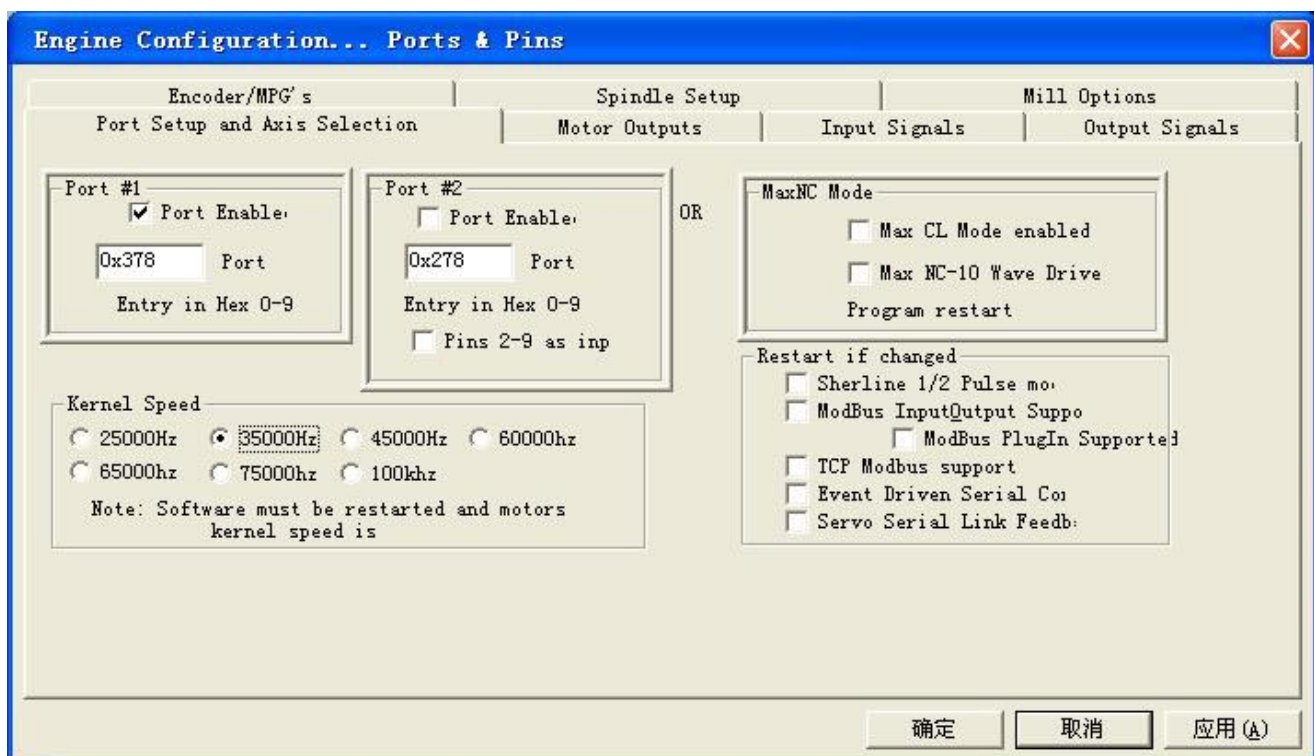 Engine Configuration... Ports & Pins
Encoder/MPG's
Spindle Setup
Mill Options
Port Setup and Axis Selection
Motor Outputs
Input Signals
Output Signals
Port #1
Port Enable
0x378
Port
Entry in Hex 0-9
Port #2
Port Enable
0x278
Port
Entry in Hex 0-9
Pins 2-9 as inp
OR
MaxNC Mode
Max CL Mode enabled
Max NC-10 Wave Drive
Program restart
Restart if changed
Sherline 1/2 Pulse mo
ModBus InputOutput Suppo
ModBus PlugIn Supported
TCP Modbus support
Event Driven Serial Co
Servo Serial Link Feedb
Kernel Speed
25000Hz
35000Hz
45000Hz
60000hz
65000hz
75000hz
100khz
Note: Software must be restarted and motors
kernel speed is
确定
取消
应用(A)